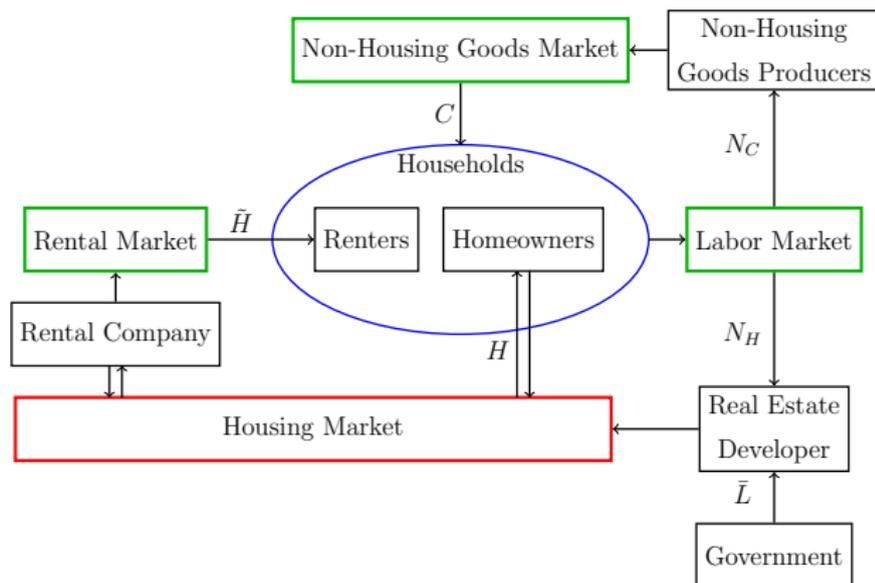 Non-Housing
Goods Producers
Non-Housing Goods Market
C
N_C
Households
Rental Market
H̃
Renters
Homeowners
Labor Market
Rental Company
H
N_H
Housing Market
Real Estate
Developer
L̄
Government